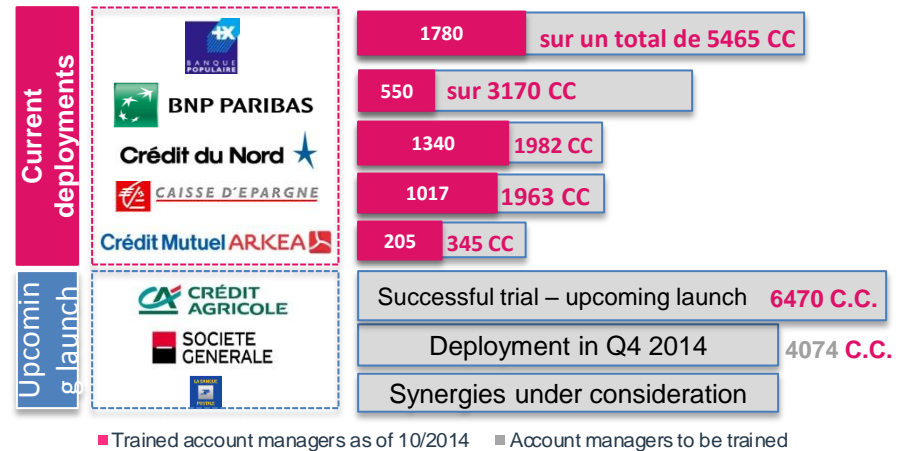 Current
deployments
BANQUE
POPULAIRE
1780
sur un total de 5465 CC
BNP PARIBAS
550
sur 3170 CC
Crédit du Nord
1340
1982 CC
CAISSE D'EPARGNE
1017
1963 CC
Crédit Mutuel ARKEA
205
345 CC
Upcomin
g launch
CRÉDIT
AGRICOLE
Successful trial – upcoming launch 6470 C.C.
SOCIETE
GENERALE
Deployment in Q4 2014
4074 C.C.
LA BANQUE
POSTALE
Synergies under consideration
Trained account managers as of 10/2014
Account managers to be trained